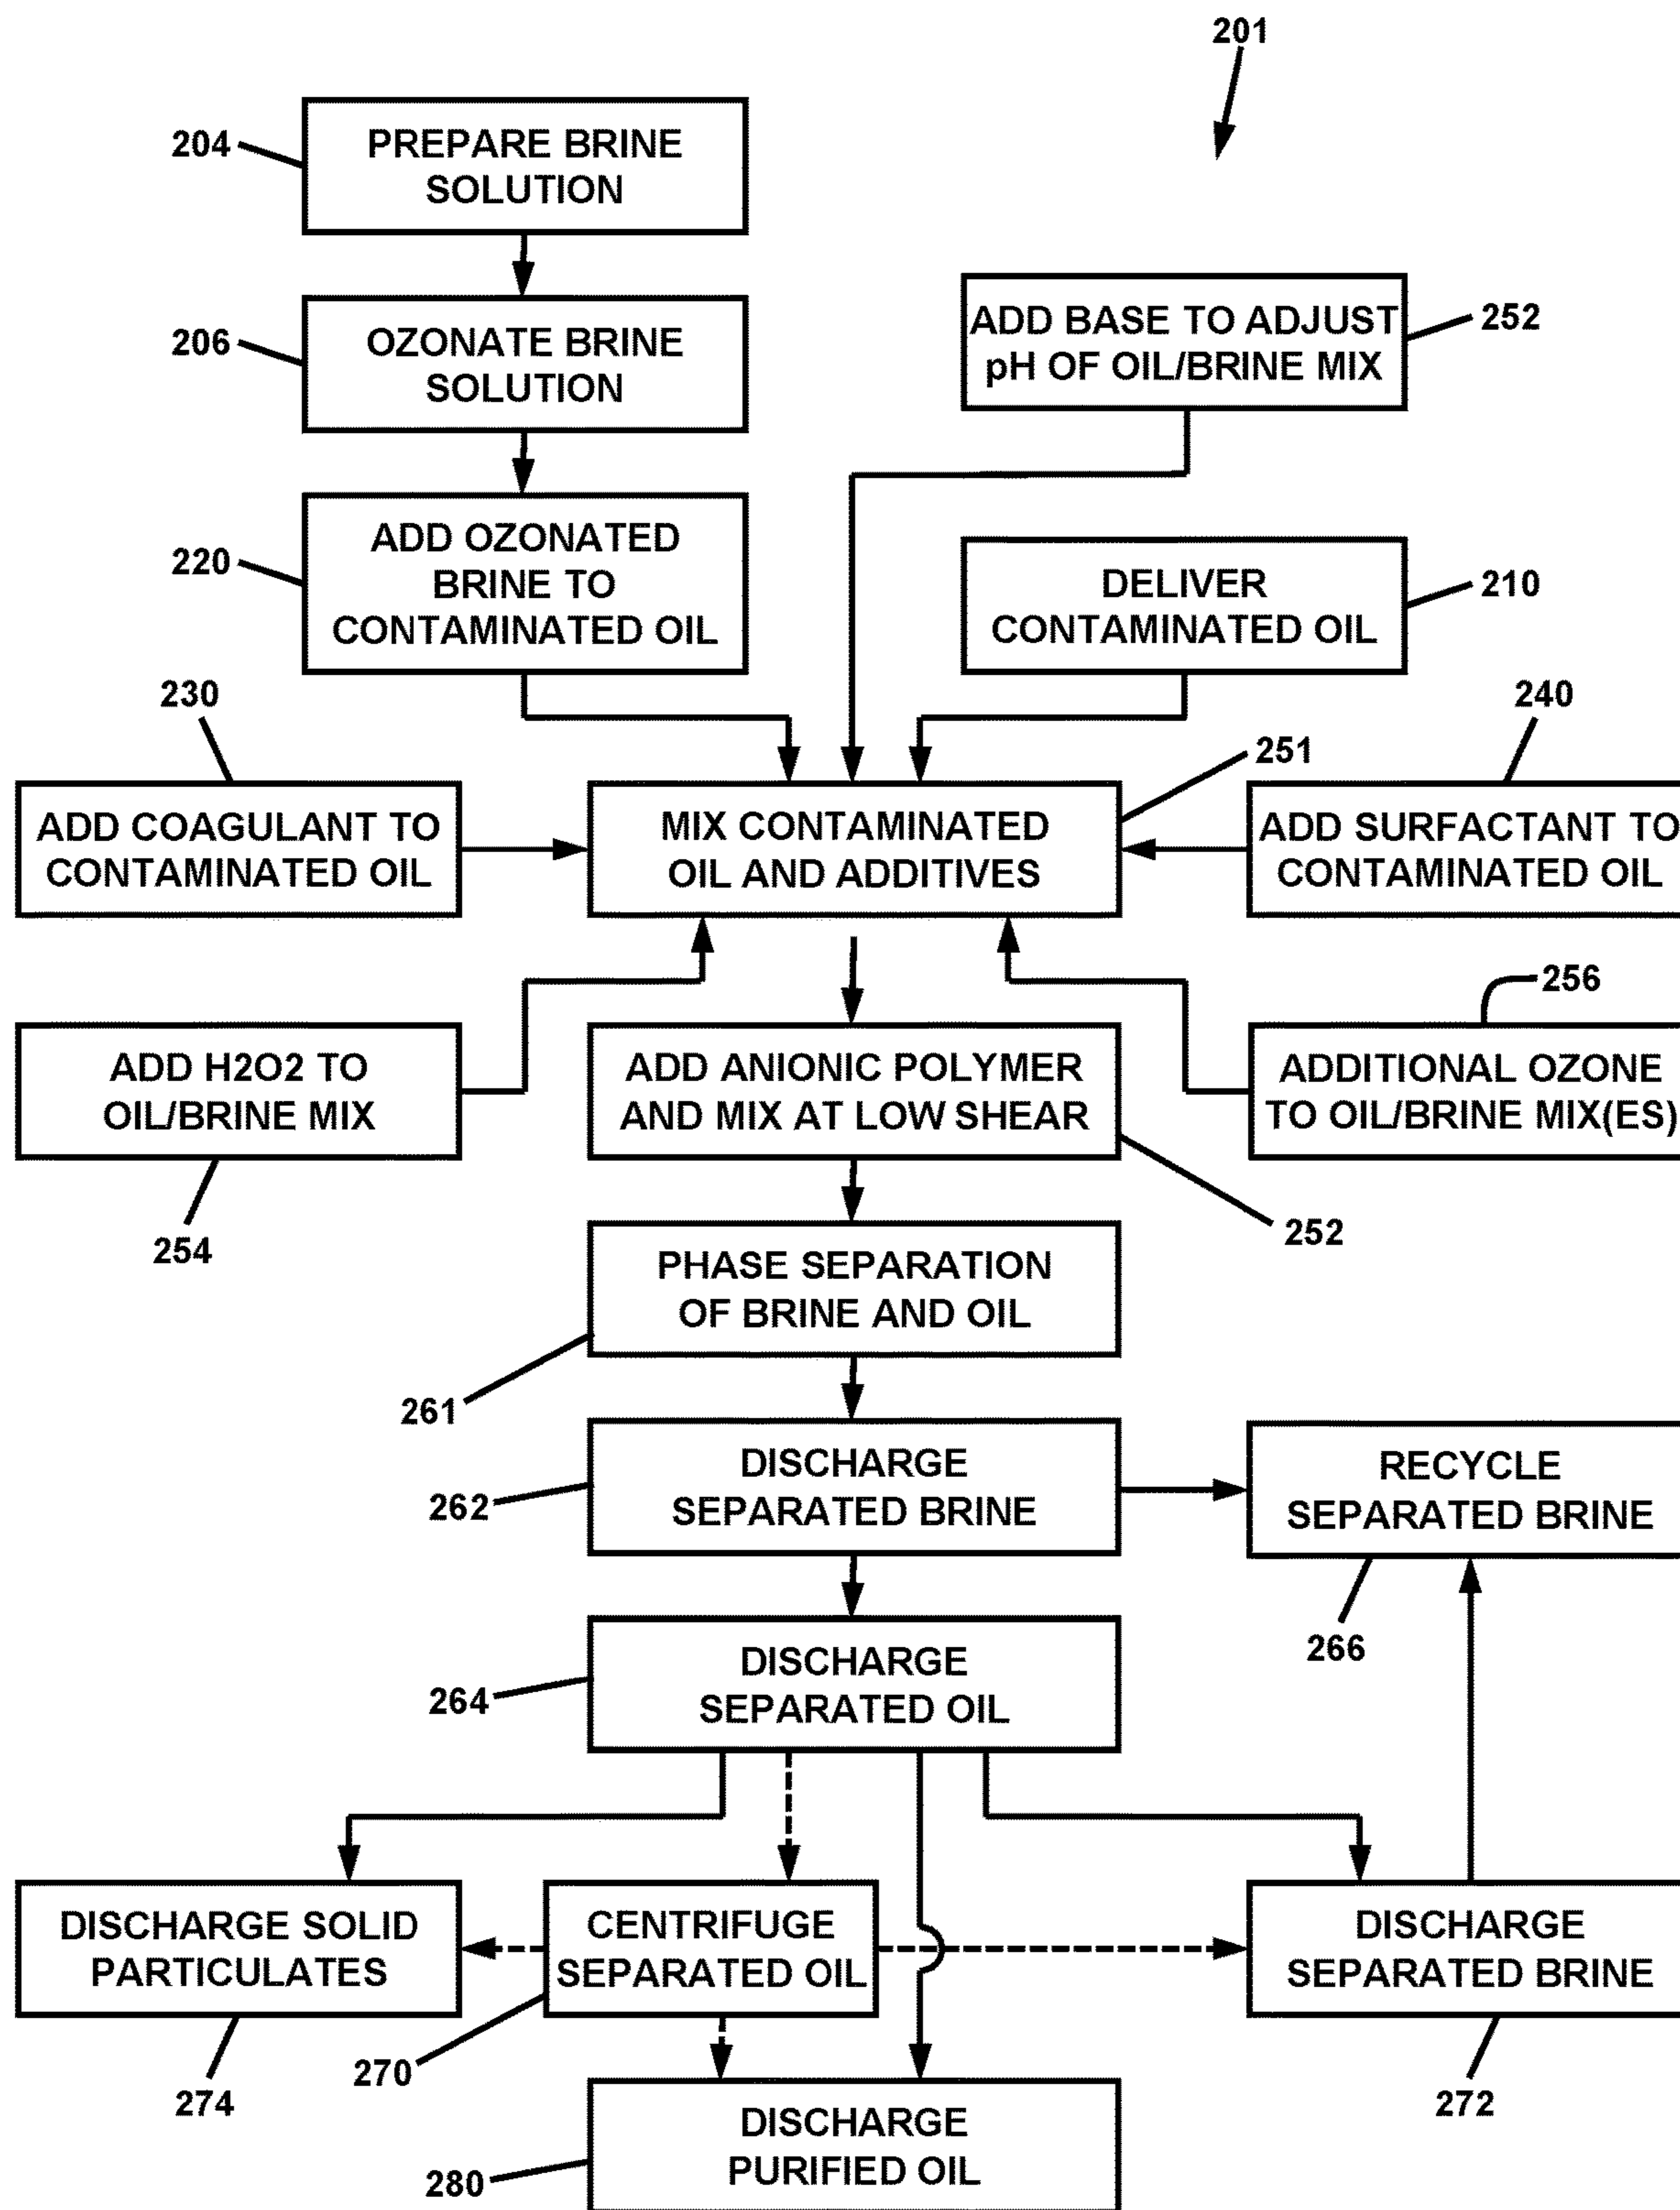 201
204
PREPARE BRINE
SOLUTION
206
OZONATE BRINE
SOLUTION
ADD BASE TO ADJUST
pH OF OIL/BRINE MIX
252
220
ADD OZONATED
BRINE TO
CONTAMINATED OIL
DELIVER
CONTAMINATED OIL
210
230
240
251
ADD COAGULANT TO
CONTAMINATED OIL
MIX CONTAMINATED
OIL AND ADDITIVES
ADD SURFACTANT TO
CONTAMINATED OIL
256
ADD H2O2 TO
OIL/BRINE MIX
ADD ANIONIC POLYMER
AND MIX AT LOW SHEAR
ADDITIONAL OZONE
TO OIL/BRINE MIX(ES)
254
252
PHASE SEPARATION
OF BRINE AND OIL
261
262
DISCHARGE
SEPARATED BRINE
RECYCLE
SEPARATED BRINE
266
264
DISCHARGE
SEPARATED OIL
DISCHARGE SOLID
PARTICULATES
CENTRIFUGE
SEPARATED OIL
DISCHARGE
SEPARATED BRINE
274
270
272
280
DISCHARGE
PURIFIED OIL